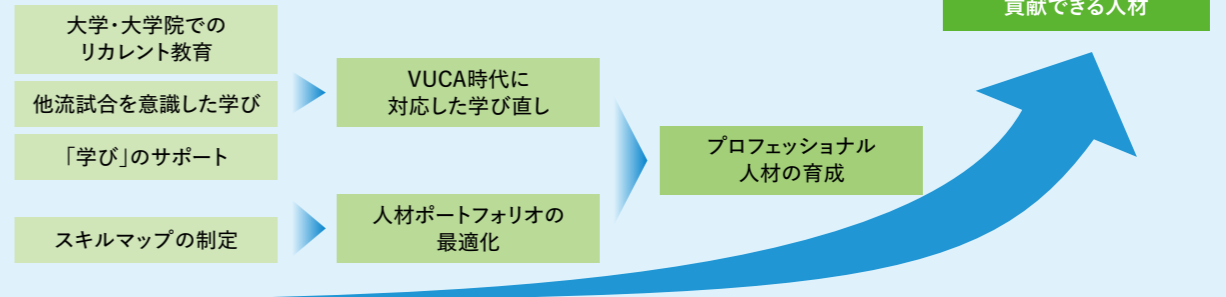 貢献できる人材
大学・大学院での
リカレント教育
他流試合を意識した学び
「学び」のサポート
スキルマップの制定
VUCA時代に
対応した学び直し
人材ポートフォリオの
最適化
プロフェッショナル
人材の育成